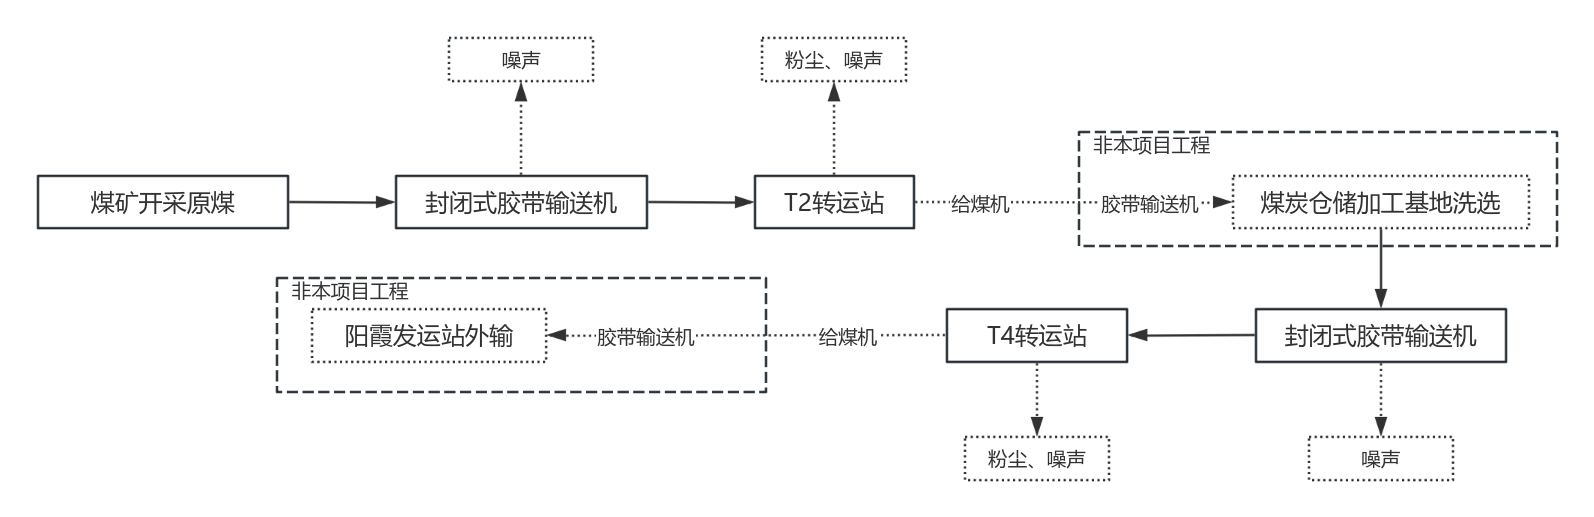 噪声
粉尘、噪声
非本项目工程
煤矿开采原煤
封闭式胶带输送机
T2转运站
给煤机
胶带输送机
煤炭仓储加工基地洗选
非本项目工程
阳霞发运站外输
胶带输送机
给煤机
T4转运站
封闭式胶带输送机
粉尘、噪声
噪声